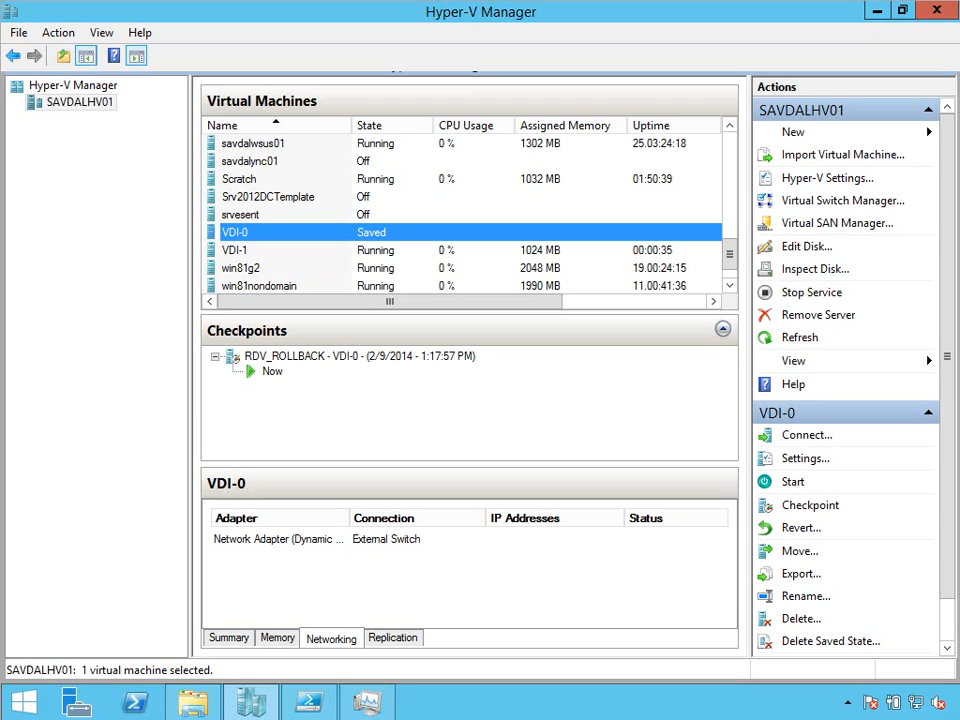 Hyper-V Manager
File Action View Help
Hyper-V Manager
SAVDALHV01
Virtual Machines
Name State CPU Usage Assigned Memory Uptime
savdalwsus01 Running 0 % 1302 MB 25.03:24:18
savdalync01 Off
Scratch Running 0 % 1032 MB 01:50:39
Srv2012DCTemplate Off
srvesent Off
VDI-0 Saved
VDI-1 Running 0 % 1024 MB 00:00:35
win81g2 Running 0 % 2048 MB 19.00:24:15
win81nondomain Running 0 % 1990 MB 11.00:41:36
Checkpoints
RDV_ROLLBACK - VDI-0 - (2/9/2014 - 1:17:57 PM)
Now
VDI-0
Adapter Connection IP Addresses Status
Network Adapter (Dynamic ... External Switch
Summary Memory Networking Replication
Actions
SAVDALHV01
New
Import Virtual Machine...
Hyper-V Settings...
Virtual Switch Manager...
Virtual SAN Manager...
Edit Disk...
Inspect Disk...
Stop Service
Remove Server
Refresh
View
Help
VDI-0
Connect...
Settings...
Start
Checkpoint
Revert...
Move...
Export...
Rename...
Delete...
Delete Saved State...
SAVDALHV01: 1 virtual machine selected.